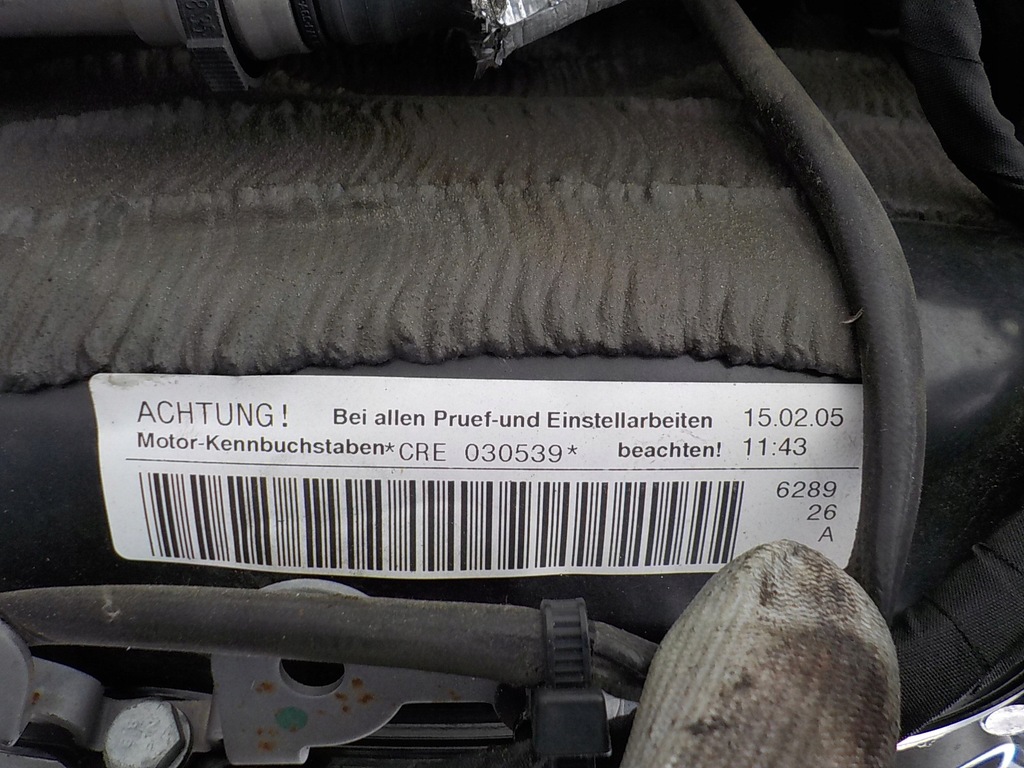 ACHTUNG! Bei allen Pruef-und Einstellarbeiten 15.02.05
Motor-Kennbuchstaben*CRE 030539* beachten! 11:43
6289
26
A